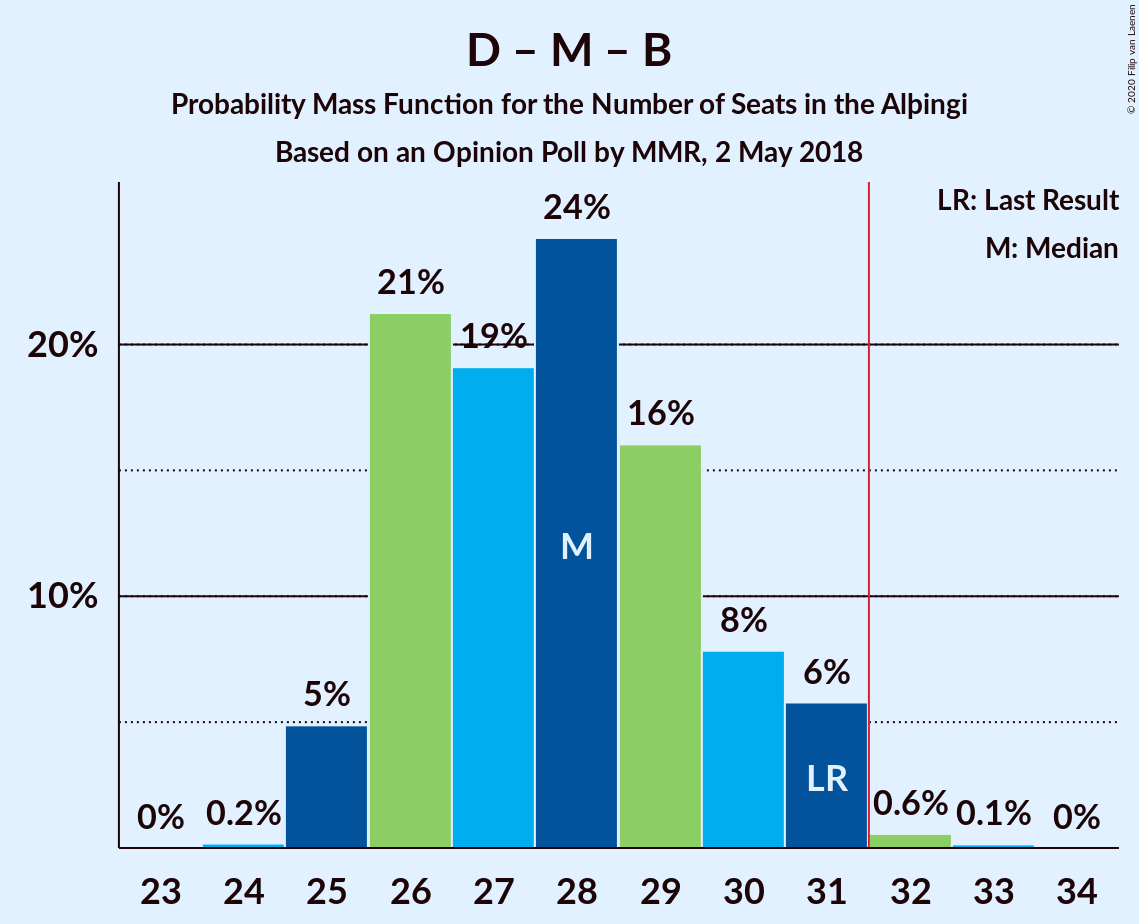 D – M – B
Probability Mass Function for the Number of Seats in the Alþingi
Based on an Opinion Poll by MMR, 2 May 2018
© 2020 Filip van Laenen
LR: Last Result
M: Median
20%
10%
0%
0.2%
5%
21%
19%
24%
16%
8%
6%
0.6%
0.1%
0%
M
LR
23 24 25 26 27 28 29 30 31 32 33 34